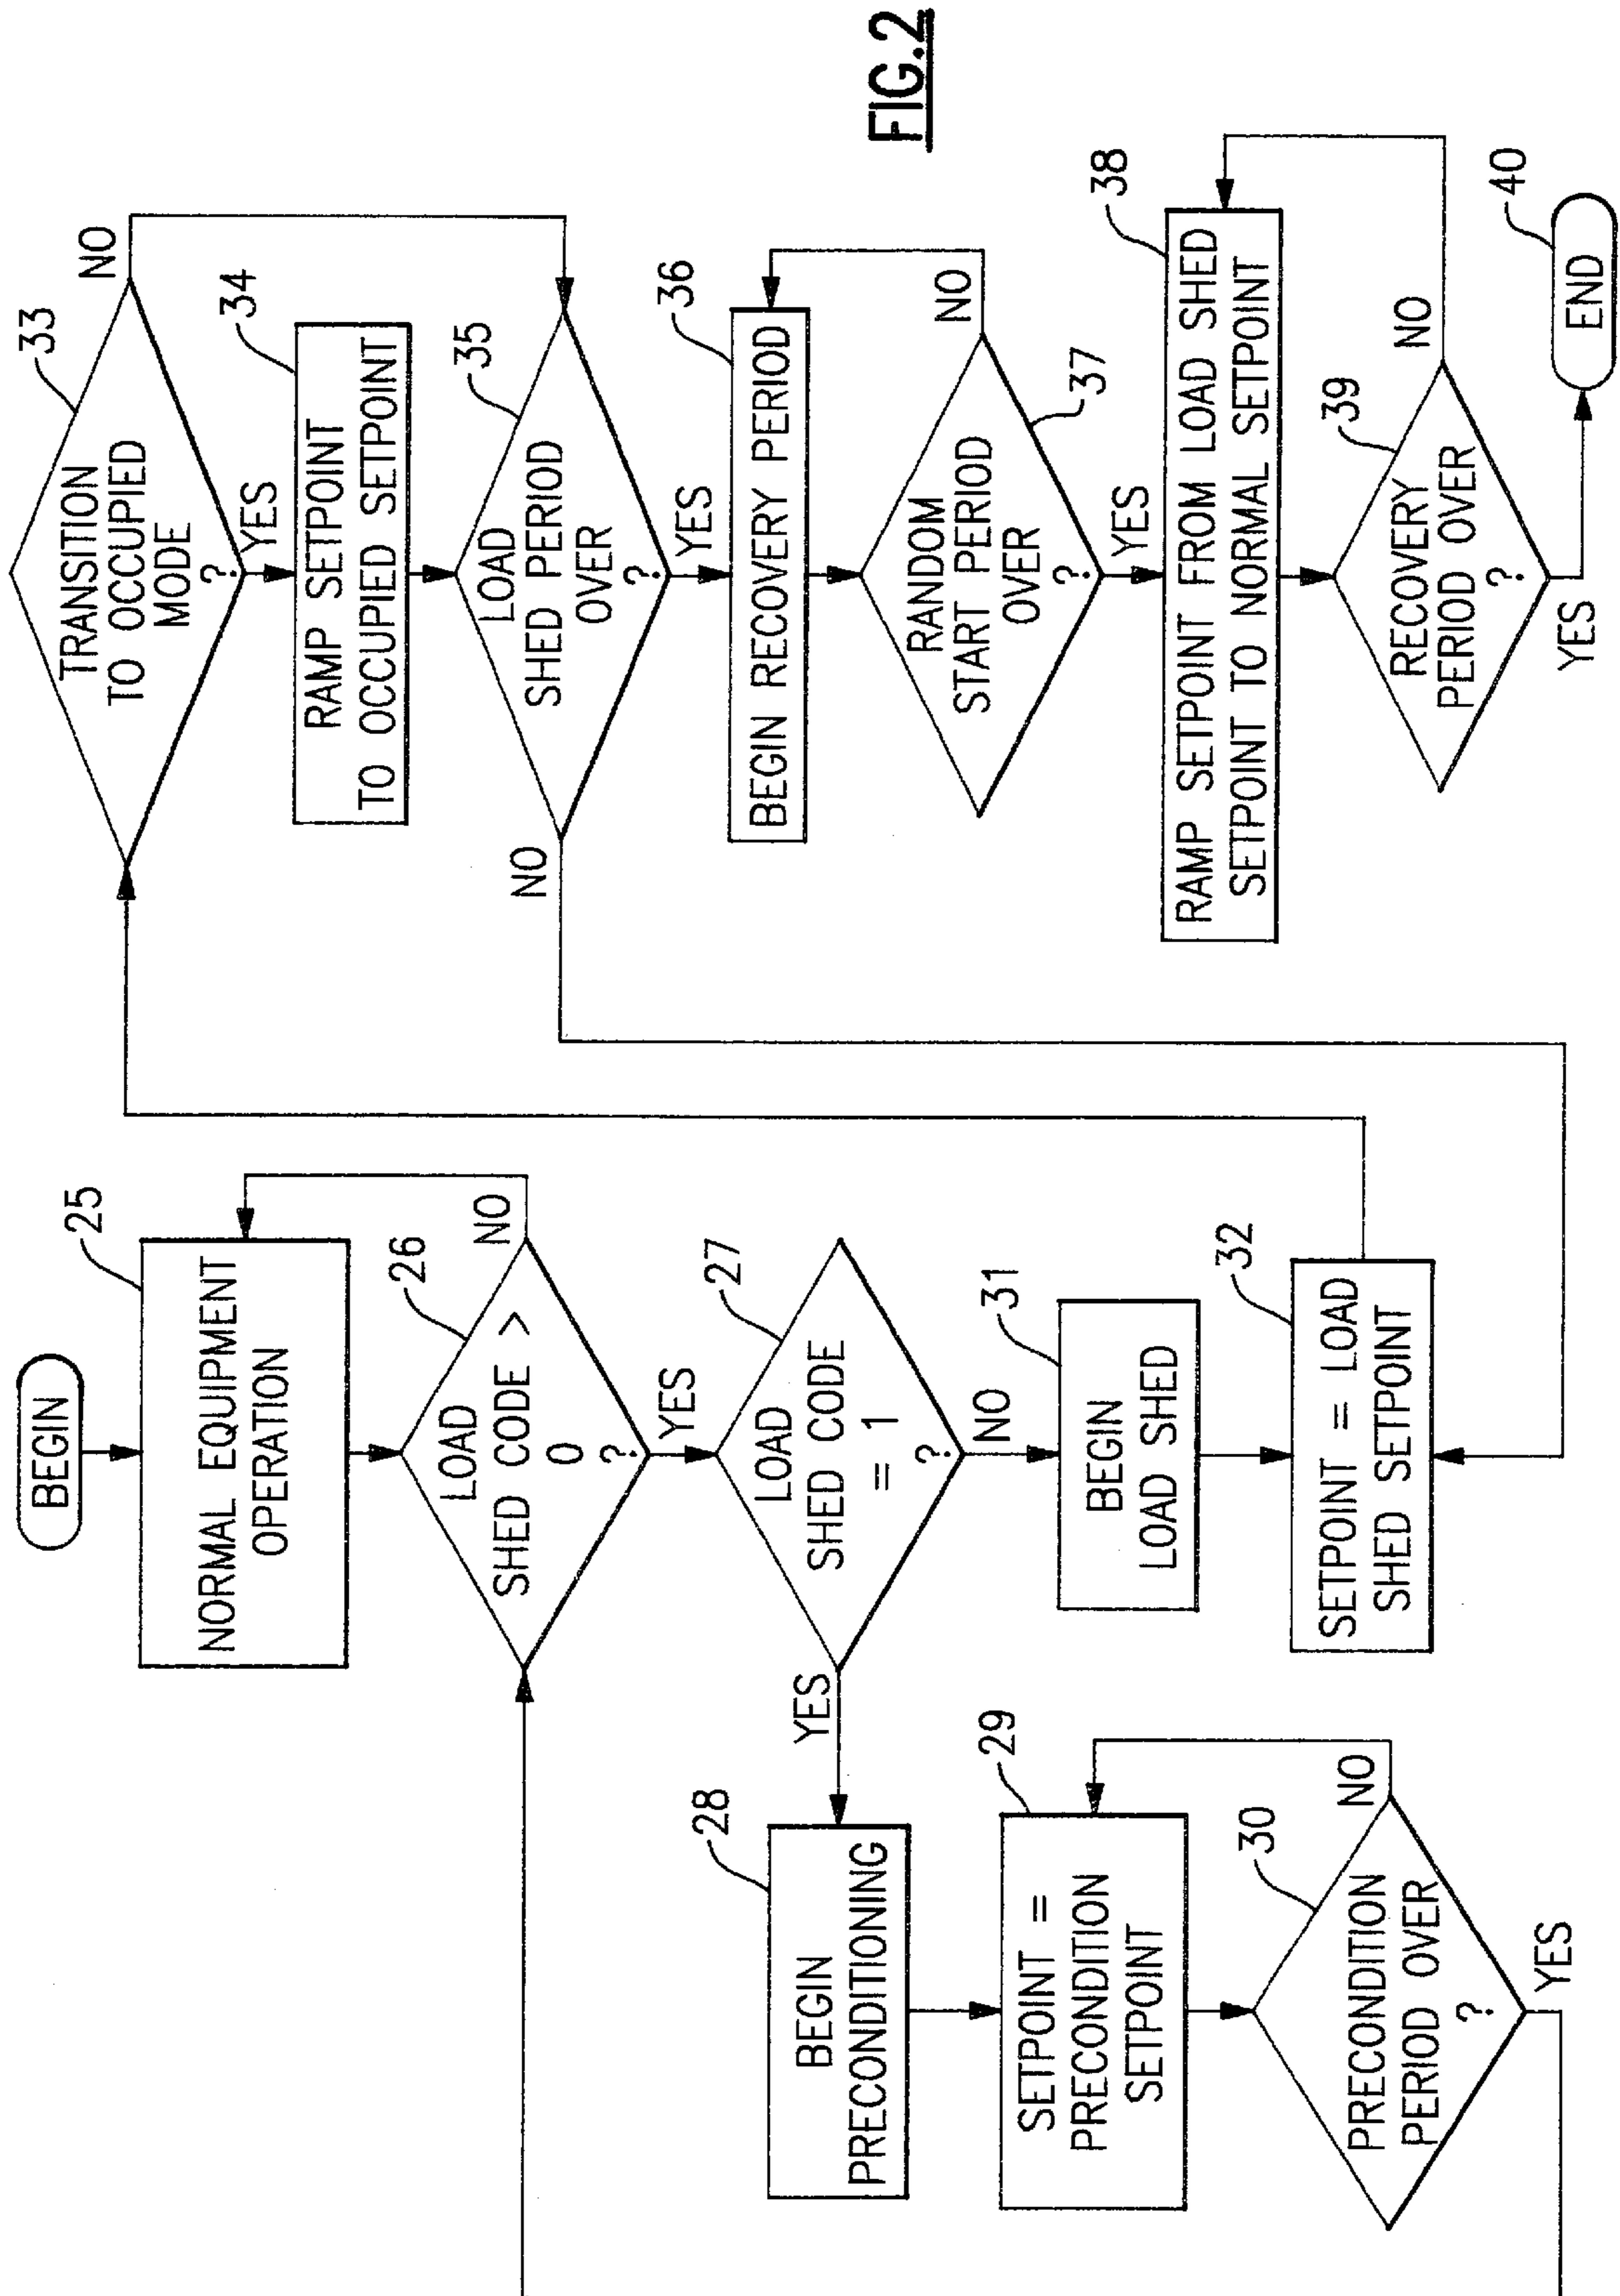 BEGIN
25
NORMAL EQUIPMENT
OPERATION
26
LOAD
SHED CODE >
0
?
NO
YES
27
LOAD
SHED CODE
= 1
?
YES
NO
28
BEGIN
PRECONDITIONING
29
SETPOINT =
PRECONDITION
SETPOINT
30
PRECONDITION
PERIOD OVER
?
NO
YES
31
BEGIN
LOAD SHED
32
SETPOINT = LOAD
SHED SETPOINT
33
TRANSITION
TO OCCUPIED
MODE
?
NO
YES
34
RAMP SETPOINT
TO OCCUPIED SETPOINT
35
LOAD
SHED PERIOD
OVER
?
NO
YES
36
BEGIN RECOVERY PERIOD
37
RANDOM
START PERIOD
OVER
?
NO
YES
38
RAMP SETPOINT FROM LOAD SHED
SETPOINT TO NORMAL SETPOINT
39
RECOVERY
PERIOD OVER
?
NO
YES
40
END
FIG.2